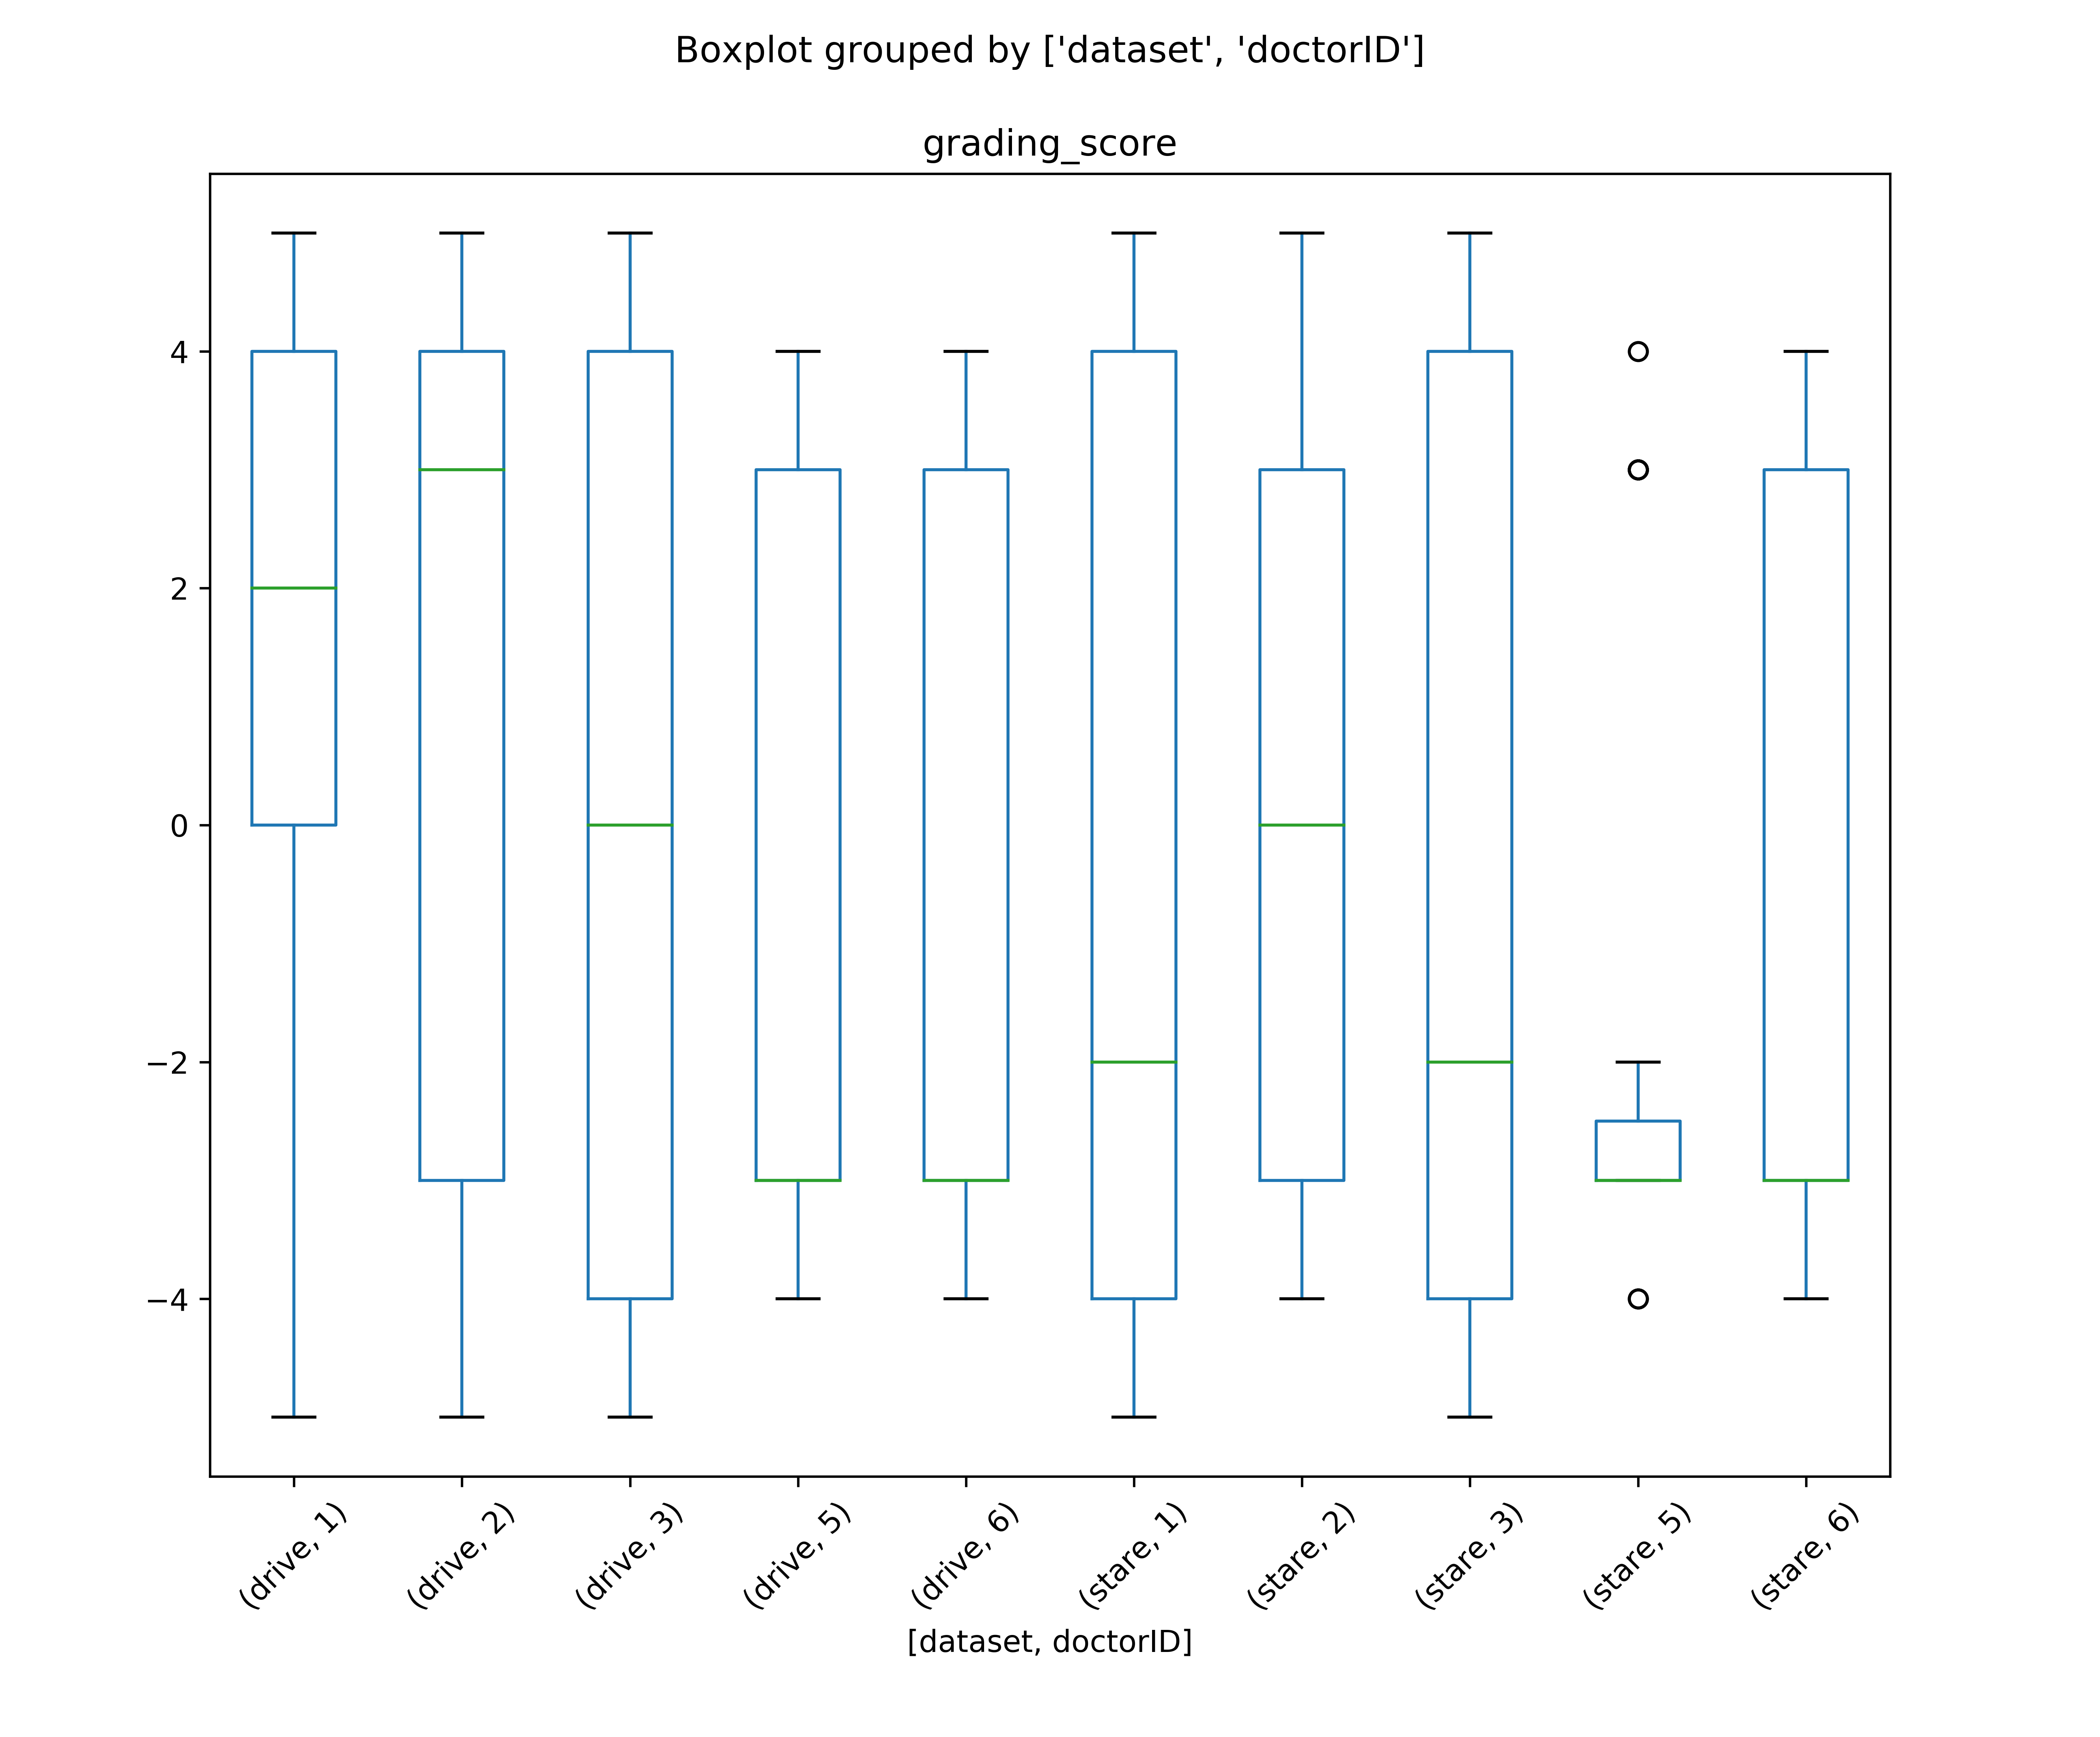 Boxplot grouped by ['dataset', 'doctorID']
grading_score
4
2
0
−2
−4
(drive, 1)
(drive, 2)
(drive, 3)
(drive, 5)
(drive, 6)
(stare, 1)
(stare, 2)
(stare, 3)
(stare, 5)
(stare, 6)
[dataset, doctorID]